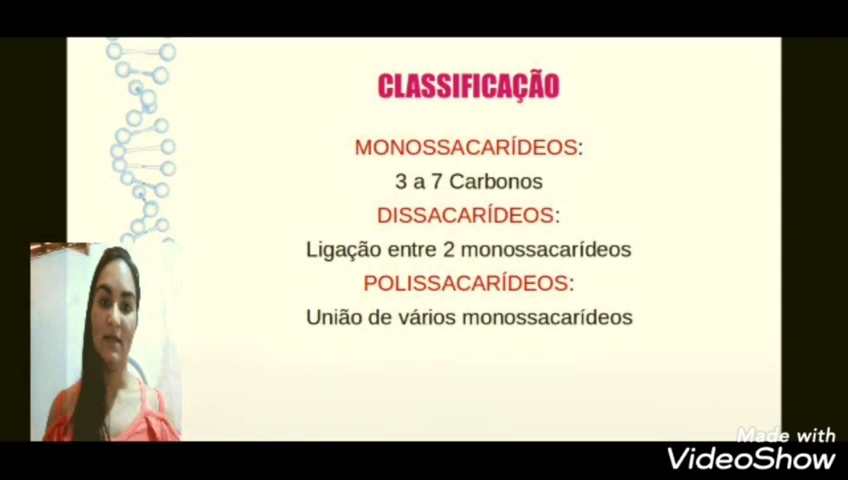 CLASSIFICAÇÃO
MONOSSACARÍDEOS:
3 a 7 Carbonos
DISSACARÍDEOS:
Ligação entre 2 monossacarídeos
POLISSACARÍDEOS:
União de vários monossacarídeos
Made with
VideoShow